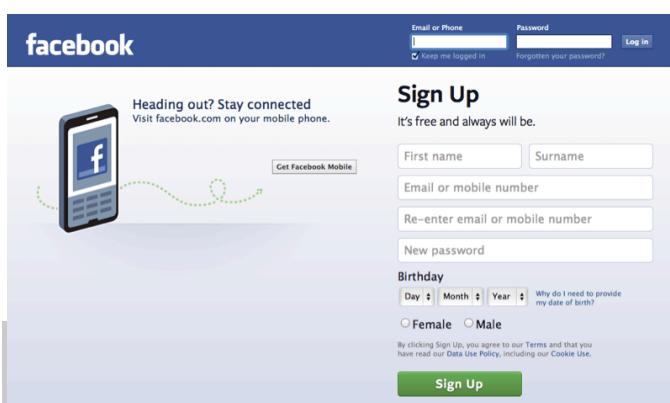 facebook
Email or Phone
Password
Log in
Keep me logged in
Forgotten your password?
Heading out? Stay connected
Visit facebook.com on your mobile phone.
f
Get Facebook Mobile
Sign Up
It's free and always will be.
First name
Surname
Email or mobile number
Re-enter email or mobile number
New password
Birthday
Day
Month
Year
Why do I need to provide
my date of birth?
Female
Male
By clicking Sign Up, you agree to our Terms and that you
have read our Data Use Policy, including our Cookie Use.
Sign Up